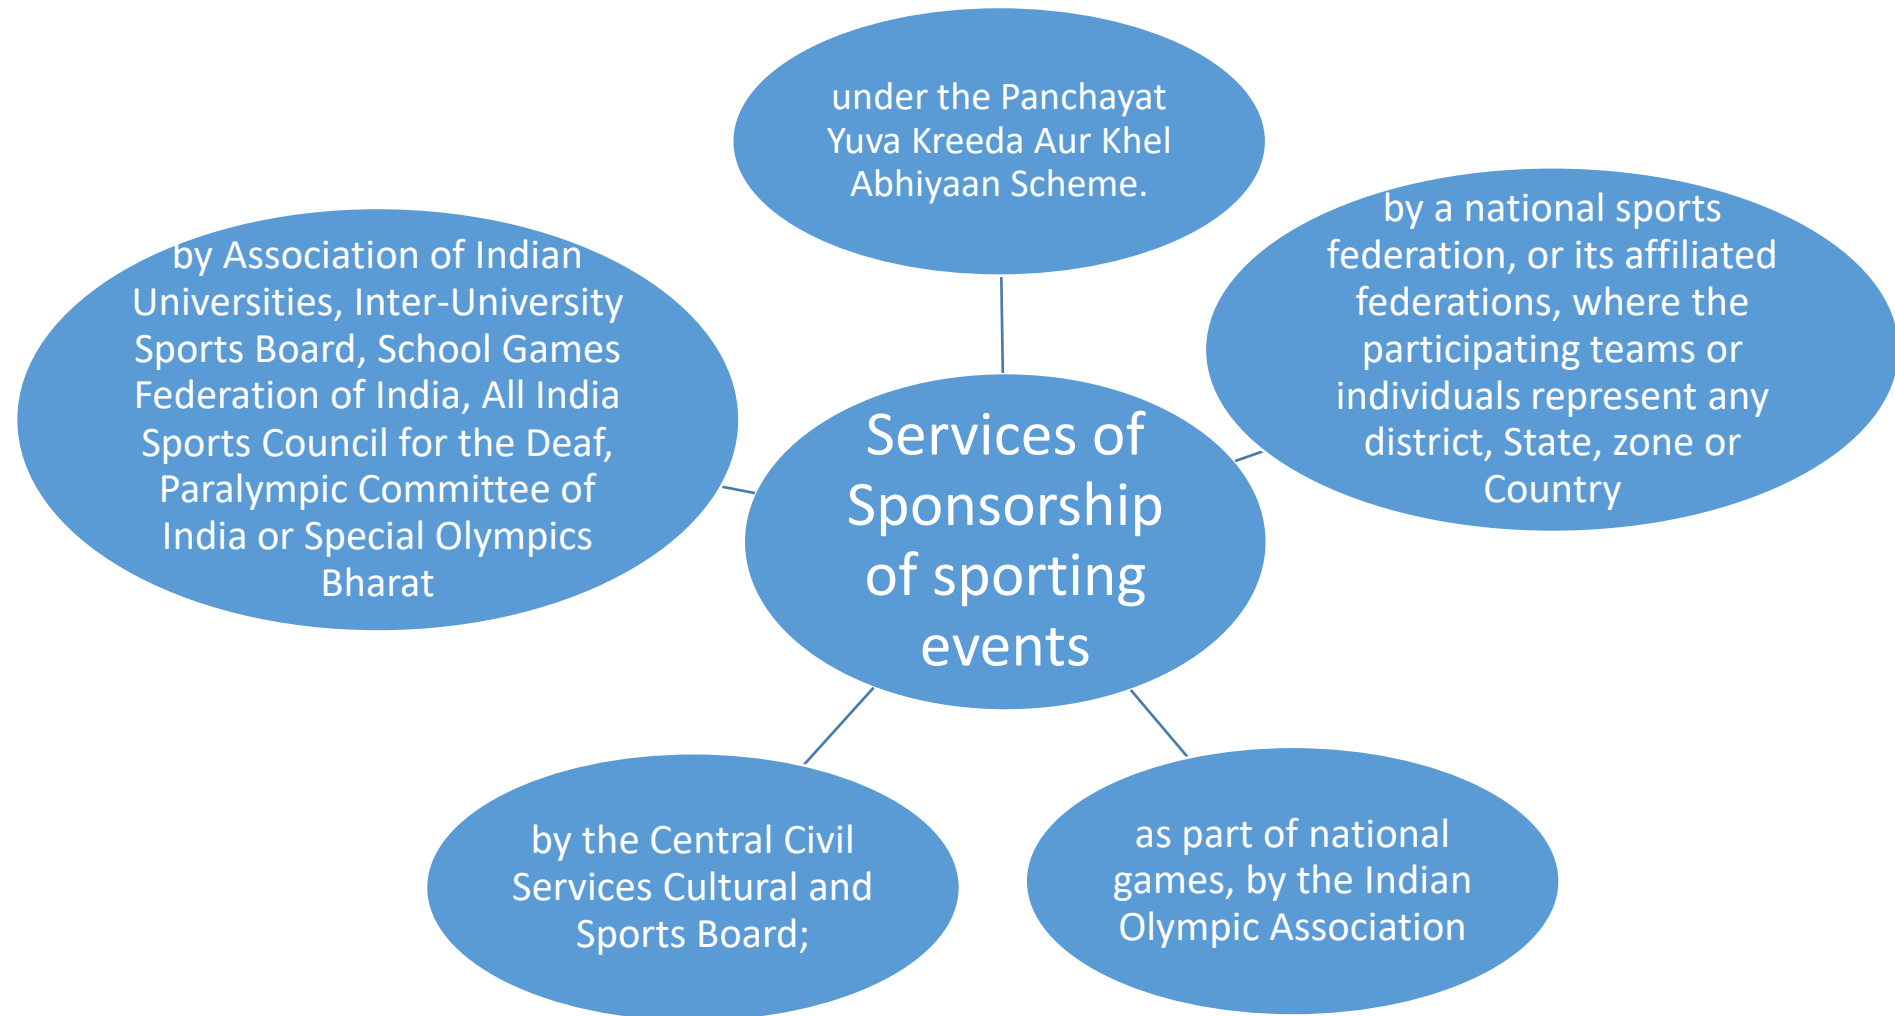 under the Panchayat
Yuva Kreeda Aur Khel
Abhiyaan Scheme.
by a national sports
federation, or its affiliated
federations, where the
participating teams or
individuals represent any
district, State, zone or
Country
by Association of Indian
Universities, Inter-University
Sports Board, School Games
Federation of India, All India
Sports Council for the Deaf,
Paralympic Committee of
India or Special Olympics
Bharat
Services of
Sponsorship
of sporting
events
by the Central Civil
Services Cultural and
Sports Board;
as part of national
games, by the Indian
Olympic Association